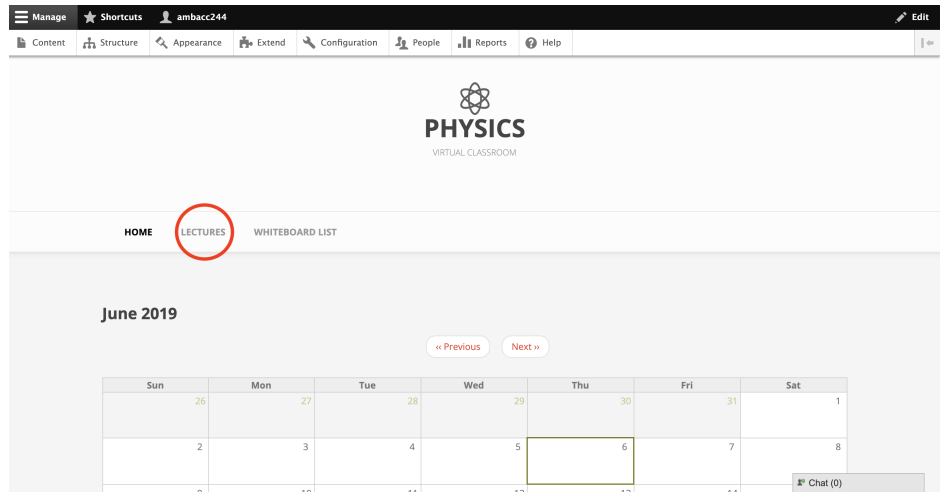 Manage Shortcuts ambacc244 Edit
Content Structure Appearance Extend Configuration People Reports Help
PHYSICS
VIRTUAL CLASSROOM
HOME LECTURES WHITEBOARD LIST
June 2019
‹‹ Previous Next ››
Sun Mon Tue Wed Thu Fri Sat
26 27 28 29 30 31 1
2 3 4 5 6 7 8
Chat (0)